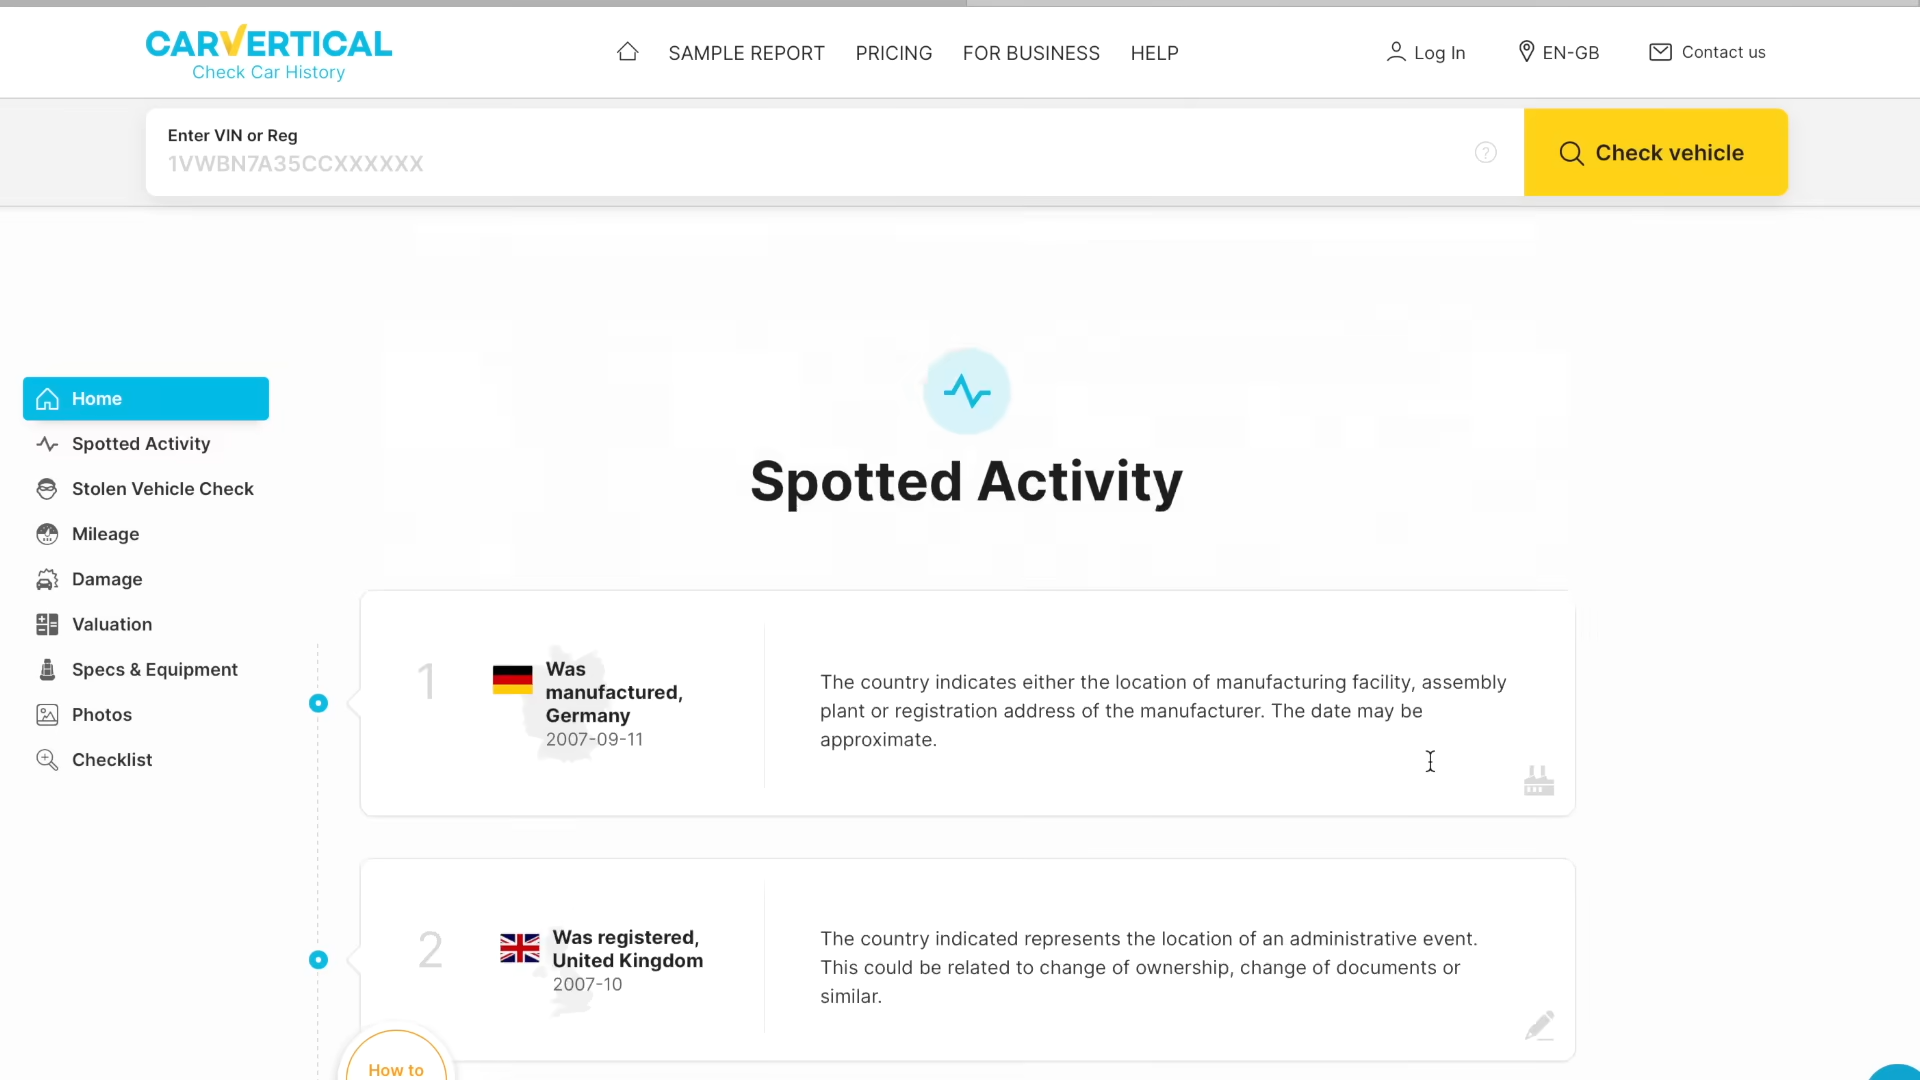 CARVERTICAL
Check Car History
SAMPLE REPORT
PRICING
FOR BUSINESS
HELP
Log In
EN-GB
Contact us
Enter VIN or Reg
1VWBN7A35CCXXXXXX
?
Check vehicle
Home
Spotted Activity
Stolen Vehicle Check
Mileage
Damage
Valuation
Specs & Equipment
Photos
Checklist
Spotted Activity
1
Was
manufactured,
Germany
2007-09-11
The country indicates either the location of manufacturing facility, assembly
plant or registration address of the manufacturer. The date may be
approximate.
2
Was registered,
United Kingdom
2007-10
The country indicated represents the location of an administrative event.
This could be related to change of ownership, change of documents or
similar.
How to